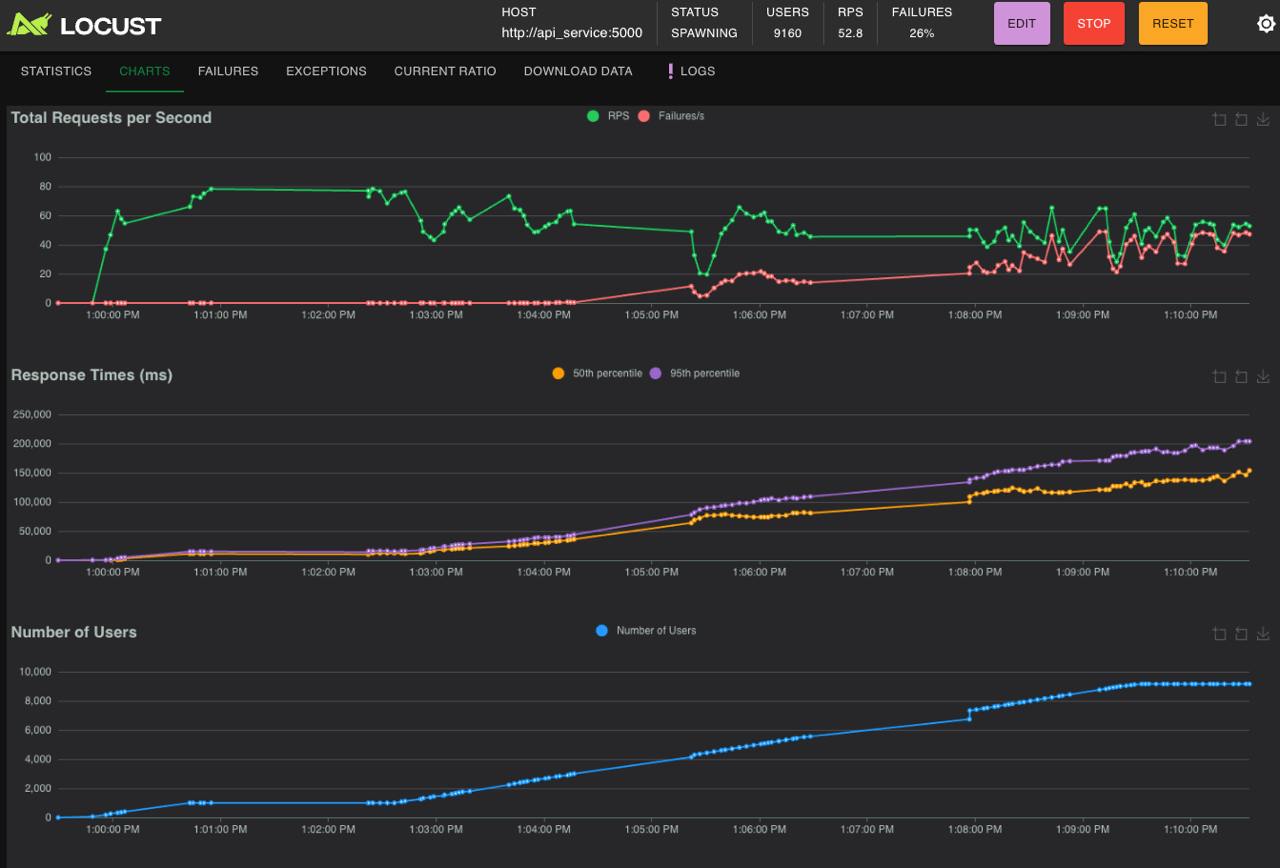 LOCUST
HOST
http://api_service:5000
STATUS
SPAWNING
USERS
9160
RPS
52.8
FAILURES
26%
EDIT
STOP
RESET
STATISTICS CHARTS FAILURES EXCEPTIONS CURRENT RATIO DOWNLOAD DATA ! LOGS
Total Requests per Second
RPS Failures/s
100
80
60
40
20
0
1:00:00 PM 1:01:00 PM 1:02:00 PM 1:03:00 PM 1:04:00 PM 1:05:00 PM 1:06:00 PM 1:07:00 PM 1:08:00 PM 1:09:00 PM 1:10:00 PM
Response Times (ms)
50th percentile 95th percentile
250,000
200,000
150,000
100,000
50,000
0
1:00:00 PM 1:01:00 PM 1:02:00 PM 1:03:00 PM 1:04:00 PM 1:05:00 PM 1:06:00 PM 1:07:00 PM 1:08:00 PM 1:09:00 PM 1:10:00 PM
Number of Users
Number of Users
10,000
8,000
6,000
4,000
2,000
0
1:00:00 PM 1:01:00 PM 1:02:00 PM 1:03:00 PM 1:04:00 PM 1:05:00 PM 1:06:00 PM 1:07:00 PM 1:08:00 PM 1:09:00 PM 1:10:00 PM